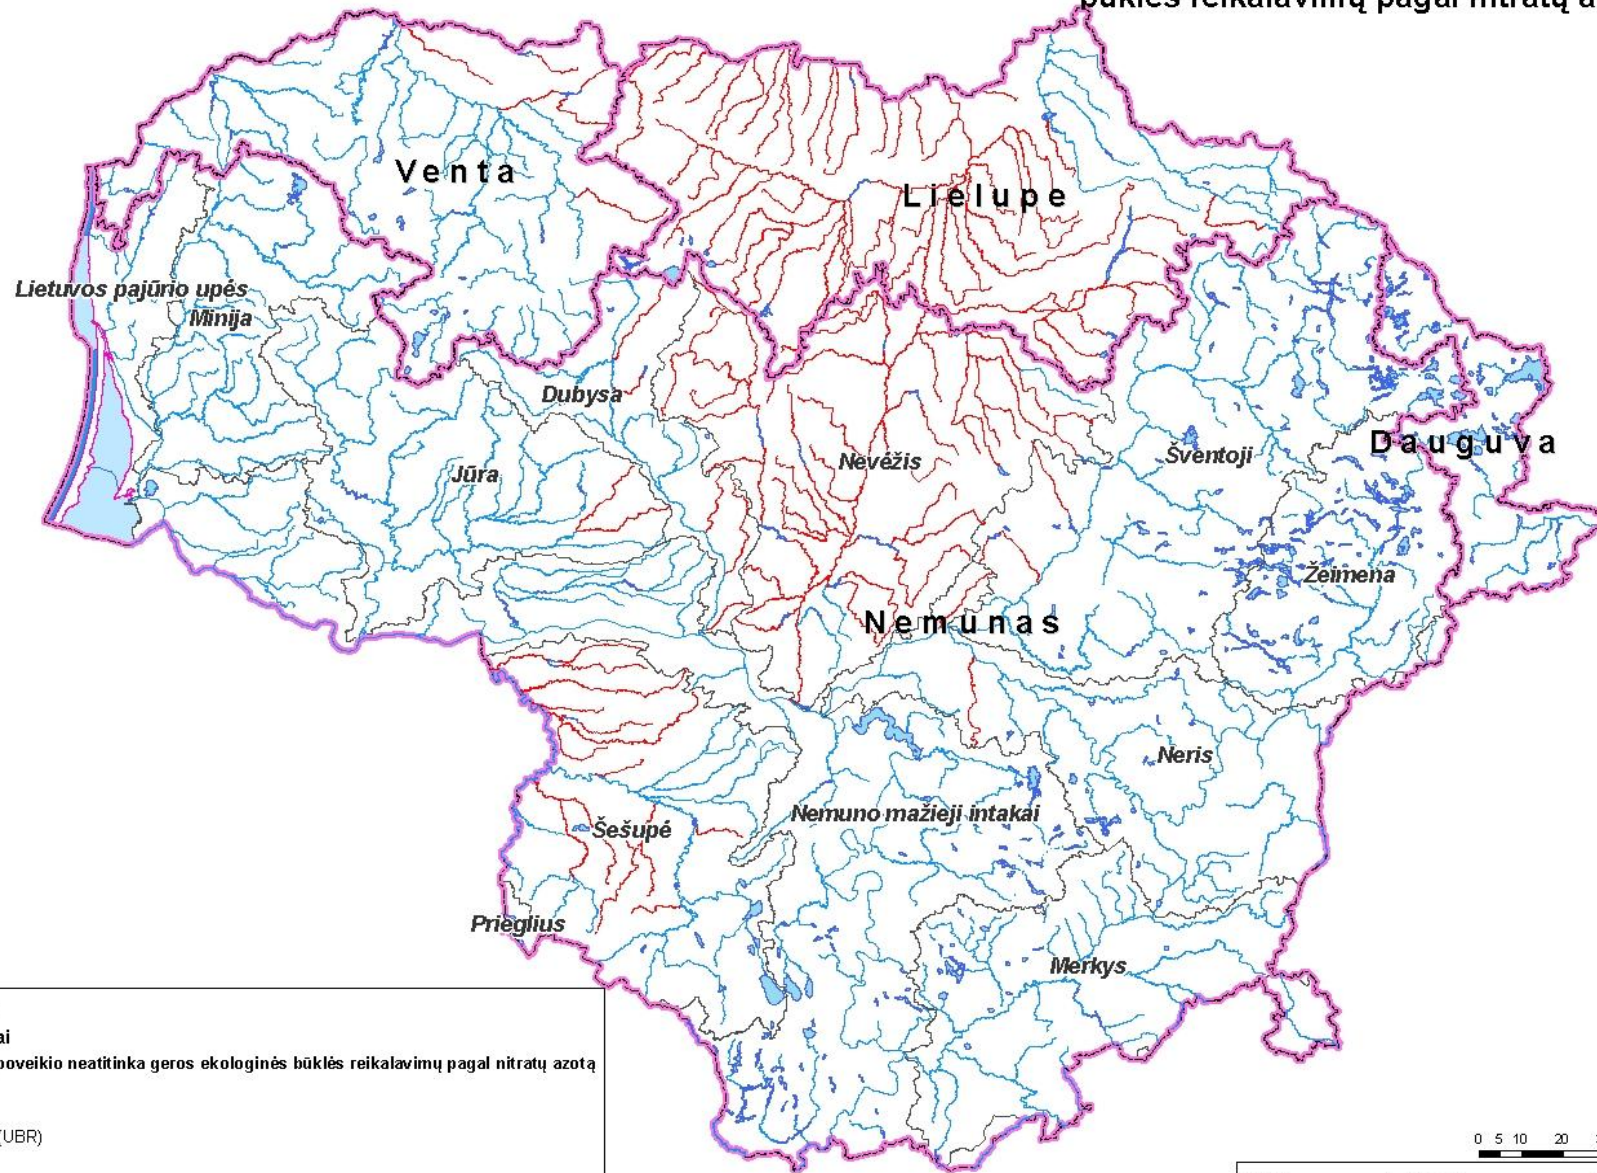 būklės reikalavimų pagal nitratų
Venta
Lielupe
Lietuvos pajūrio upės
Minija
Dubysa
Dauguva
Šventoji
Nevėžis
Jūra
Žeimena
Nemunas
Neris
Nemuno mažieji intakai
Šešupė
Prieglius
Merkys
poveikio neatitinka geros ekologinės būklės reikalavimų pagal nitratų azotą
(UBR)
0 5 10 20